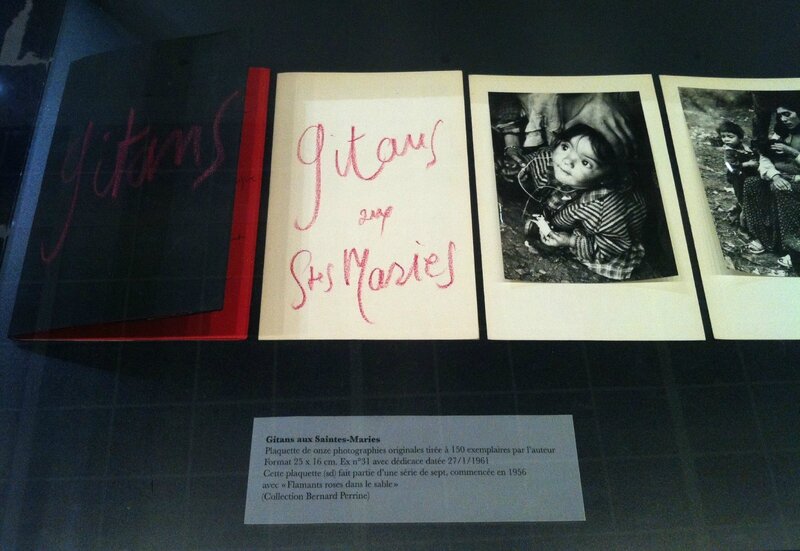 gitans
gitans
aux
Stes Maries
Gitans aux Saintes-Maries
Plaquette de onze photographies originales tirée à 150 exemplaires par l'auteur
Format 25 x 16 cm. Ex n°31 avec dédicace datée 27/1/1961
Cette plaquette (sd) fait partie d'une série de sept, commencée en 1956
avec « Flamants roses dans le sable »
(Collection Bernard Perrine)